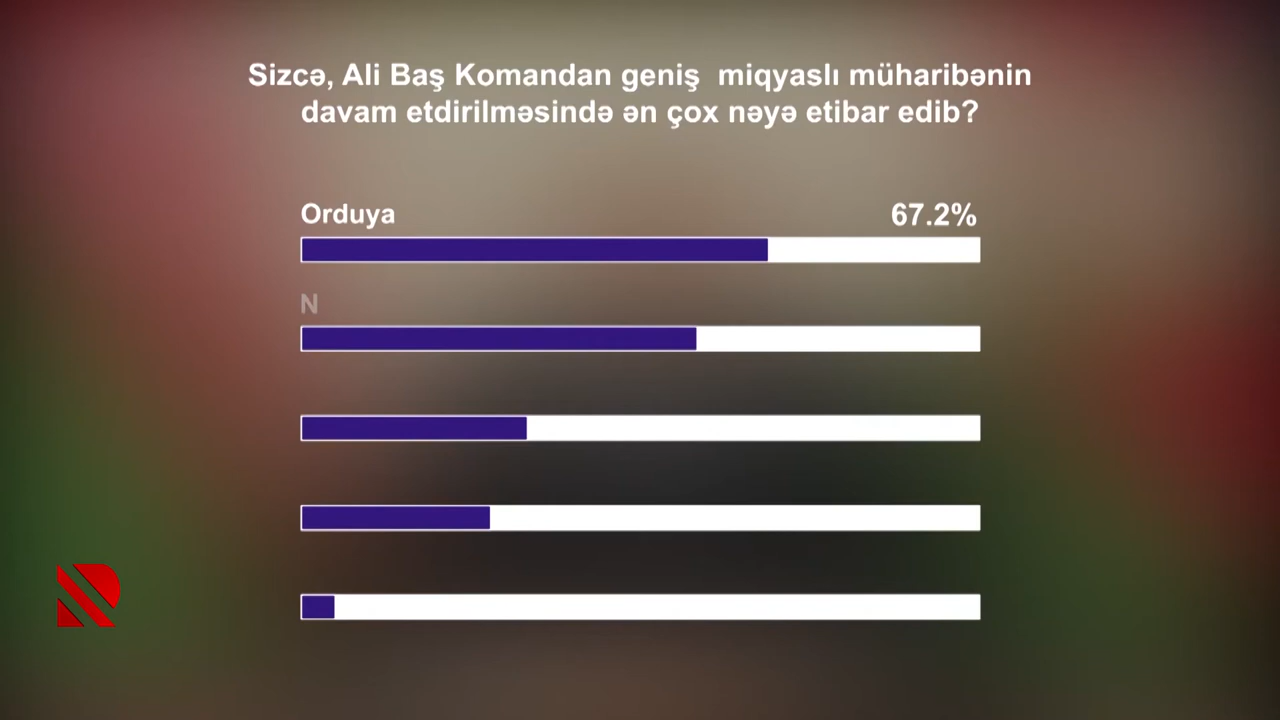 Sizcə, Ali Baş Komandan geniş miqyaslı müharibənin
davam etdirilməsində ən çox nəyə etibar edib?
Orduya 67.2%
N